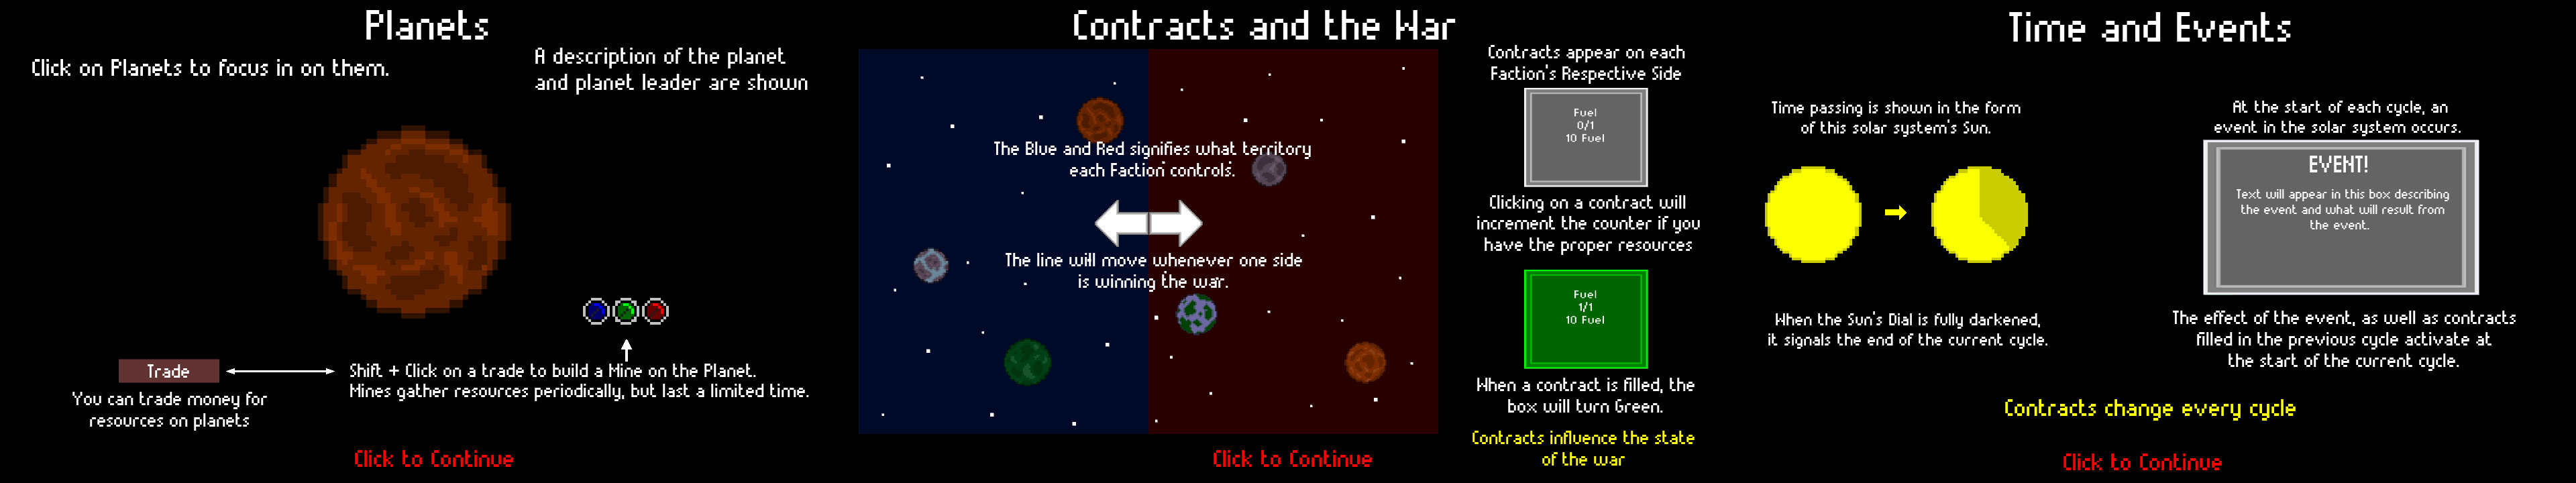 Planets
Click on Planets to focus in on them.
A description of the planet
and planet leader are shown
Trade
You can trade money for
resources on planets
Shift + Click on a trade to build a Mine on the Planet.
Mines gather resources periodically, but last a limited time.
Click to Continue
Contracts and the War
The Blue and Red signifies what territory
each Faction controls.
The line will move whenever one side
is winning the war.
Contracts appear on each
Faction's Respective Side
Fuel
0/1
10 Fuel
Clicking on a contract will
increment the counter if you
have the proper resources
Fuel
1/1
10 Fuel
When a contract is filled, the
box will turn Green.
Contracts influence the state
of the war
Click to Continue
Time and Events
Time passing is shown in the form
of this solar system's Sun.
When the Sun's Dial is fully darkened,
it signals the end of the current cycle.
At the start of each cycle, an
event in the solar system occurs.
EVENT!
Text will appear in this box describing
the event and what will result from
the event.
The effect of the event, as well as contracts
filled in the previous cycle activate at
the start of the current cycle.
Contracts change every cycle
Click to Continue